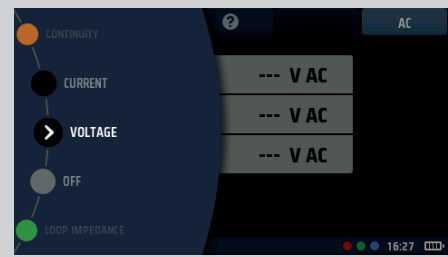 CONTINUITY
? AC
CURRENT
--- V AC
--- V AC
VOLTAGE
--- V AC
OFF
LOOP IMPEDANCE
16:27